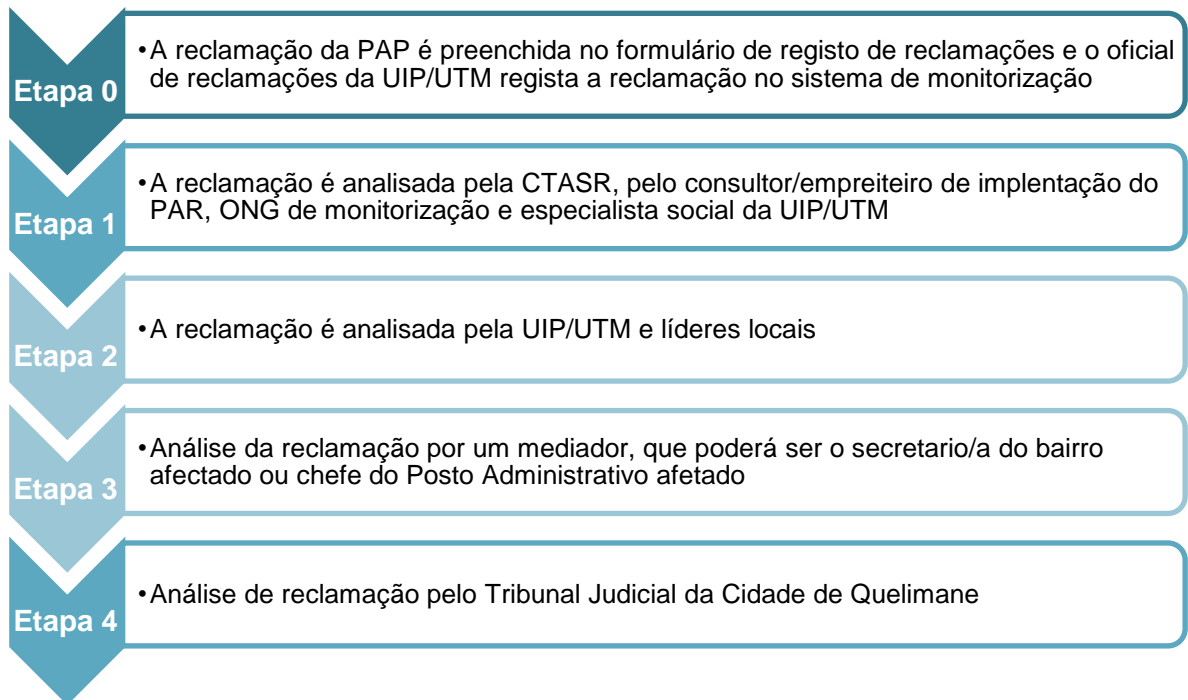 Etapa 0
•A reclamação da PAP é preenchida no formulário de registo de reclamações e o oficial
de reclamações da UIP/UTM regista a reclamação no sistema de monitorização
Etapa 1
•A reclamação é analisada pela CTASR, pelo consultor/empreiteiro de implentação do
PAR, ONG de monitorização e especialista social da UIP/UTM
Etapa 2
•A reclamação é analisada pela UIP/UTM e líderes locais
Etapa 3
•Análise da reclamação por um mediador, que poderá ser o secretario/a do bairro
afectado ou chefe do Posto Administrativo afetado
Etapa 4
•Análise de reclamação pelo Tribunal Judicial da Cidade de Quelimane